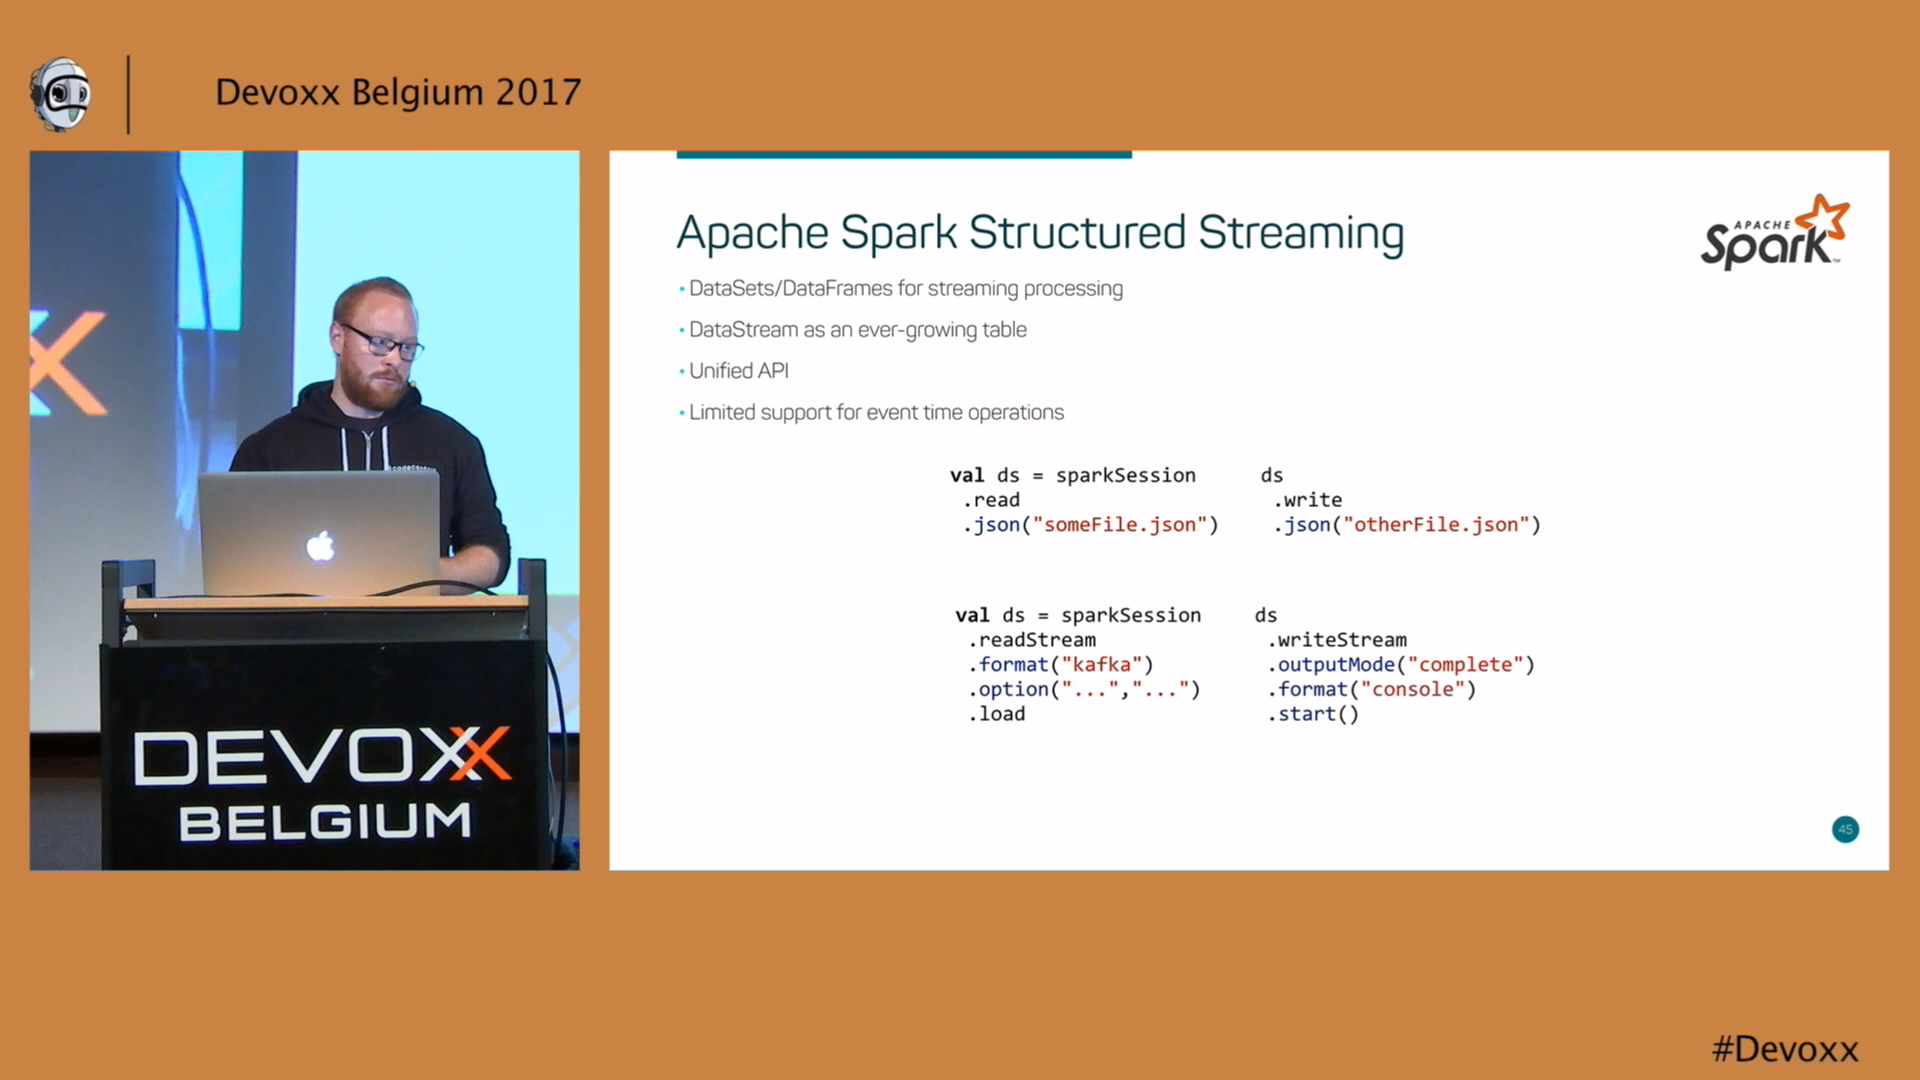 Devoxx Belgium 2017
XX
DEVOXX
BELGIUM
Apache Spark Structured Streaming
APACHE
Spark
TM
• DataSets/DataFrames for streaming processing
• DataStream as an ever-growing table
• Unified API
• Limited support for event time operations
val ds = sparkSession
.read
.json("someFile.json")
ds
.write
.json("otherFile.json")
val ds = sparkSession
.readStream
.format("kafka")
.option("...","...")
.load
ds
.writeStream
.outputMode("complete")
.format("console")
.start()
45
#Devoxx